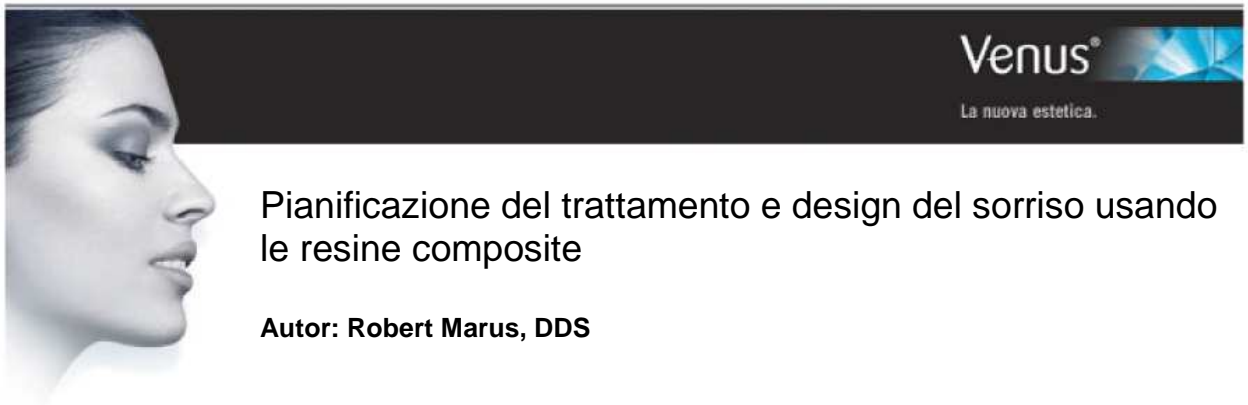 Venus®
La nuova estetica.
Pianificazione del trattamento e design del sorriso usando
le resine composite
Autor: Robert Marus, DDS